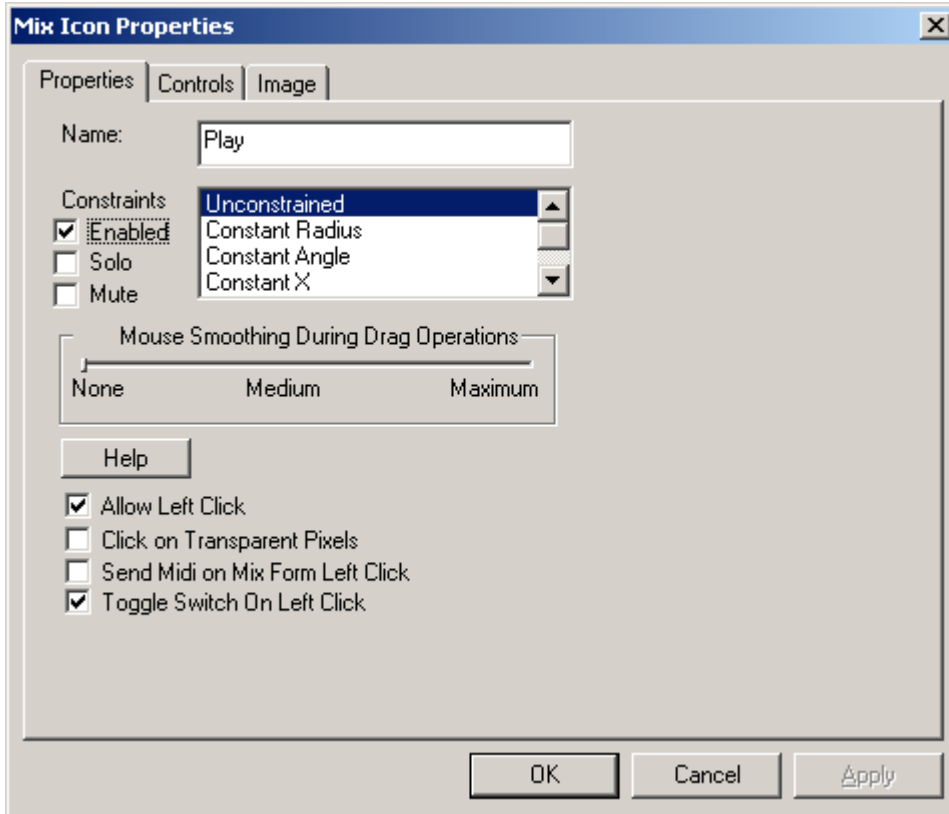 Mix Icon Properties
Properties Controls Image
Name: Play
Constraints Unconstrained
Enabled Constant Radius
Solo Constant Angle
Mute Constant X
Mouse Smoothing During Drag Operations
None Medium Maximum
Help
Allow Left Click
Click on Transparent Pixels
Send Midi on Mix Form Left Click
Toggle Switch On Left Click
OK Cancel Apply